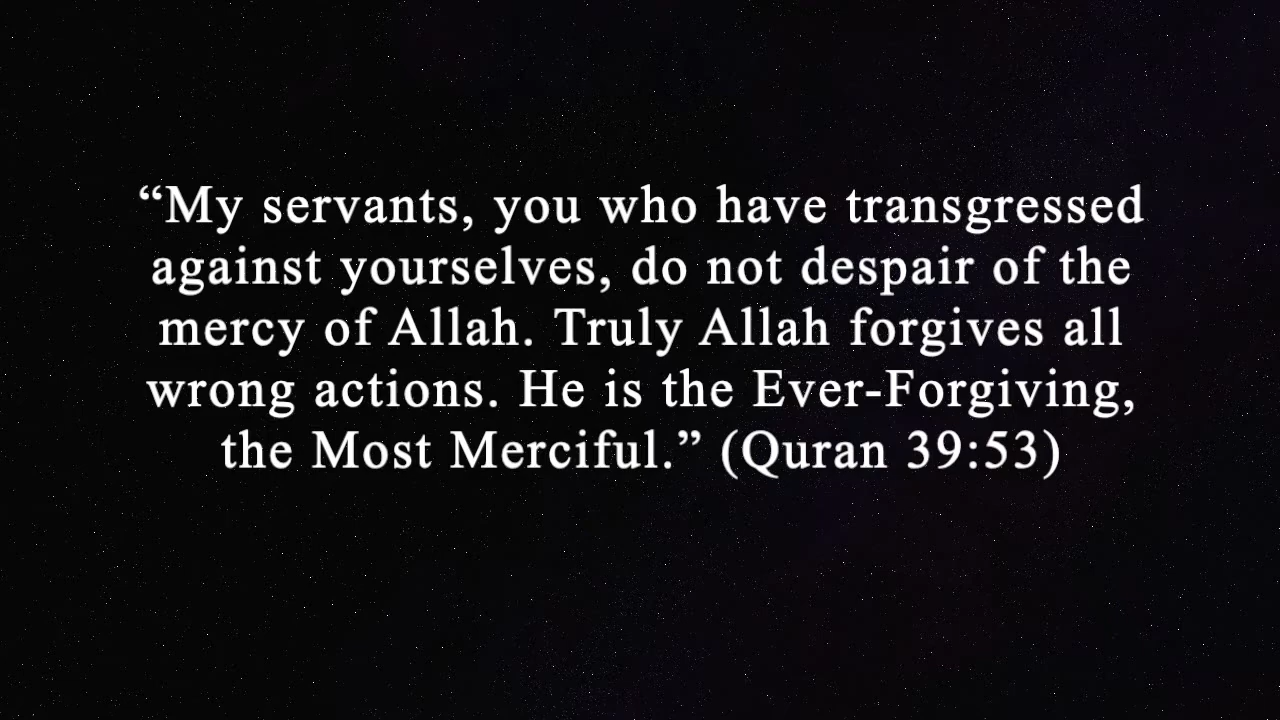 “My servants, you who have transgressed
against yourselves, do not despair of the
mercy of Allah. Truly Allah forgives all
wrong actions. He is the Ever-Forgiving,
the Most Merciful.” (Quran 39:53)